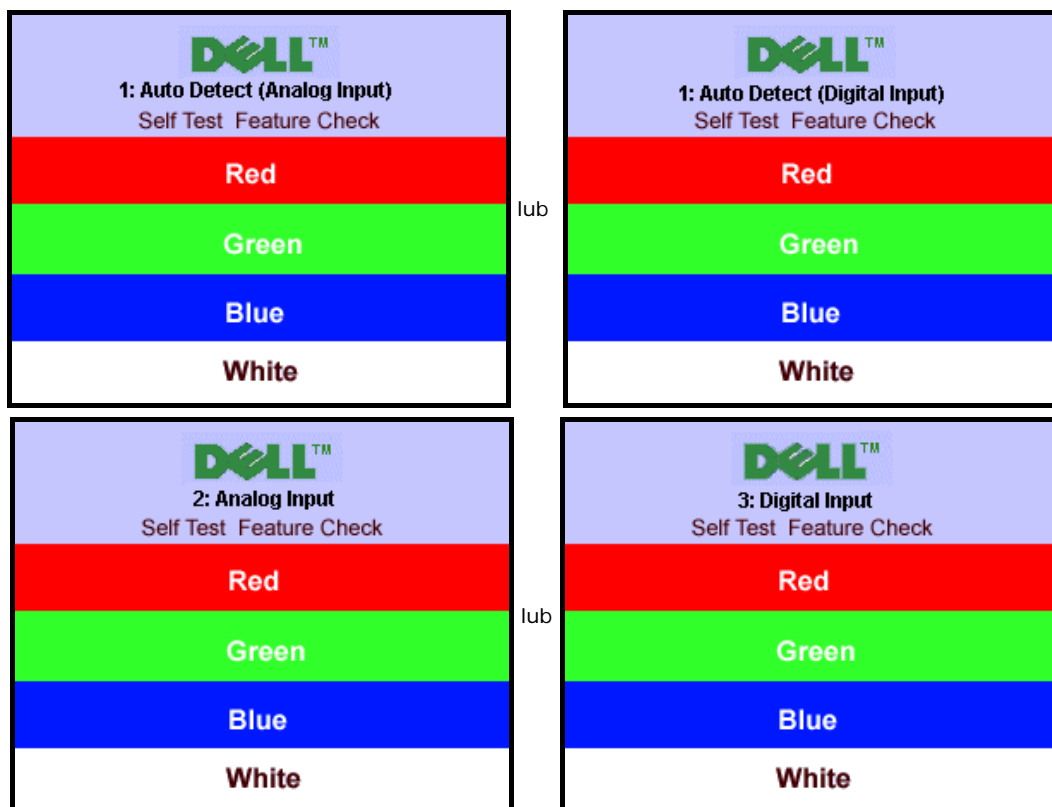 DELL™
1: Auto Detect (Analog Input)
Self Test Feature Check
Red
Green
Blue
White
lub
DELL™
1: Auto Detect (Digital Input)
Self Test Feature Check
Red
Green
Blue
White
DELL™
2: Analog Input
Self Test Feature Check
Red
Green
Blue
White
lub
DELL™
3: Digital Input
Self Test Feature Check
Red
Green
Blue
White